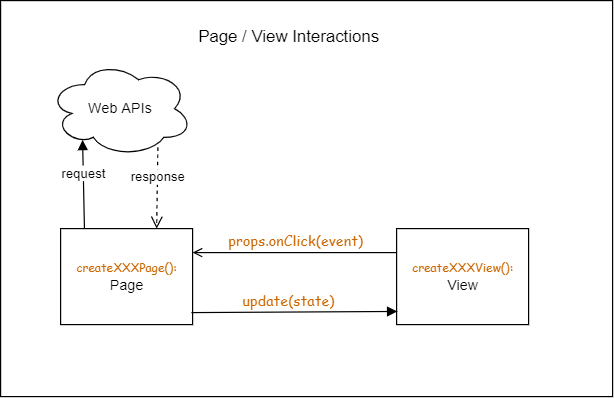 Page / View Interactions
Web APIs
request
response
props.onClick(event)
createXXXPage():
Page
createXXXView():
View
update(state)